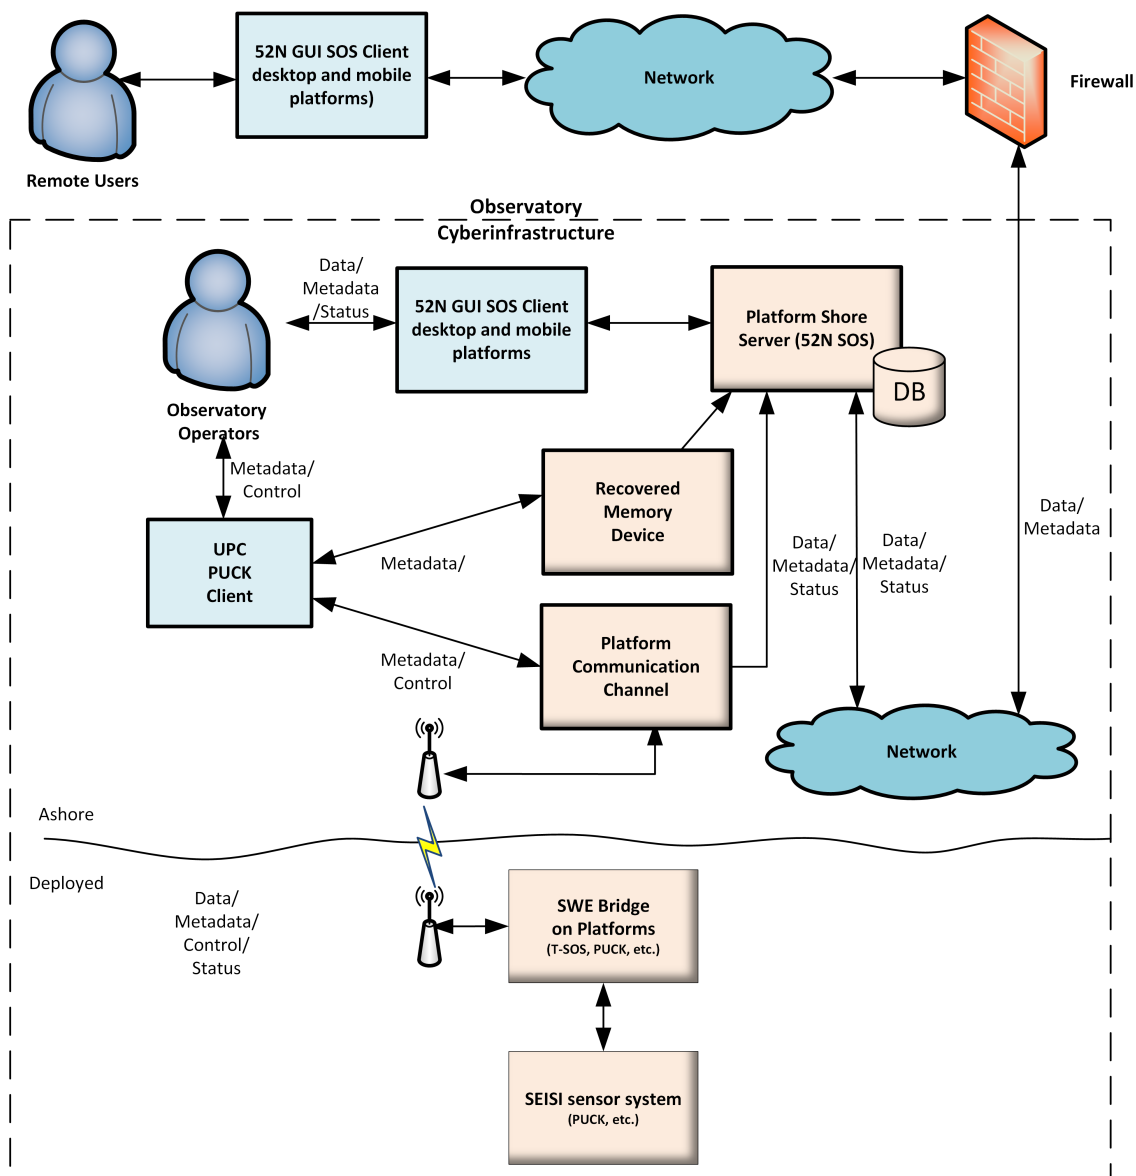 52N GUI SOS Client
desktop and mobile
platforms)
Network
Firewall
Remote Users
Observatory
Cyberinfrastructure
Data/
Metadata
/Status
52N GUI SOS Client
desktop and mobile
platforms
Platform Shore
Server (52N SOS)
DB
Observatory
Operators
Metadata/
Control
Recovered
Memory
Device
UPC
PUCK
Client
Metadata/
Data/
Metadata/
Status
Data/
Metadata/
Status
Data/
Metadata
Platform
Communication
Channel
Metadata/
Control
Network
Ashore
Deployed
Data/
Metadata/
Control/
Status
SWE Bridge
on Platforms
(T-SOS, PUCK, etc.)
SEISI sensor system
(PUCK, etc.)